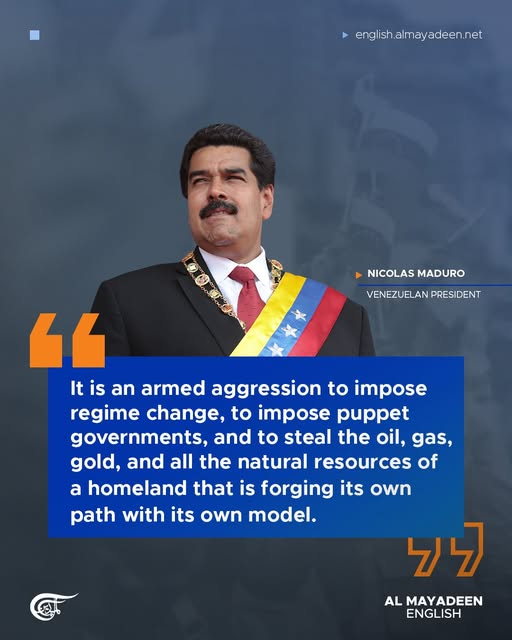 english.almayadeen.net
NICOLAS MADURO
VENEZUELAN PRESIDENT
It is an armed aggression to impose
regime change, to impose puppet
governments, and to steal the oil, gas,
gold, and all the natural resources of
a homeland that is forging its own
path with its own model.
AL MAYADEEN
ENGLISH